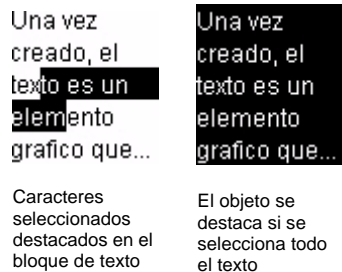 Una vez
creado, el
texto es un
elemento
grafico que...
Caracteres
seleccionados
destacados en el
bloque de texto
Una vez
creado, el
texto es un
elemento
grafico que...
El objeto se
destaca si se
selecciona todo
el texto